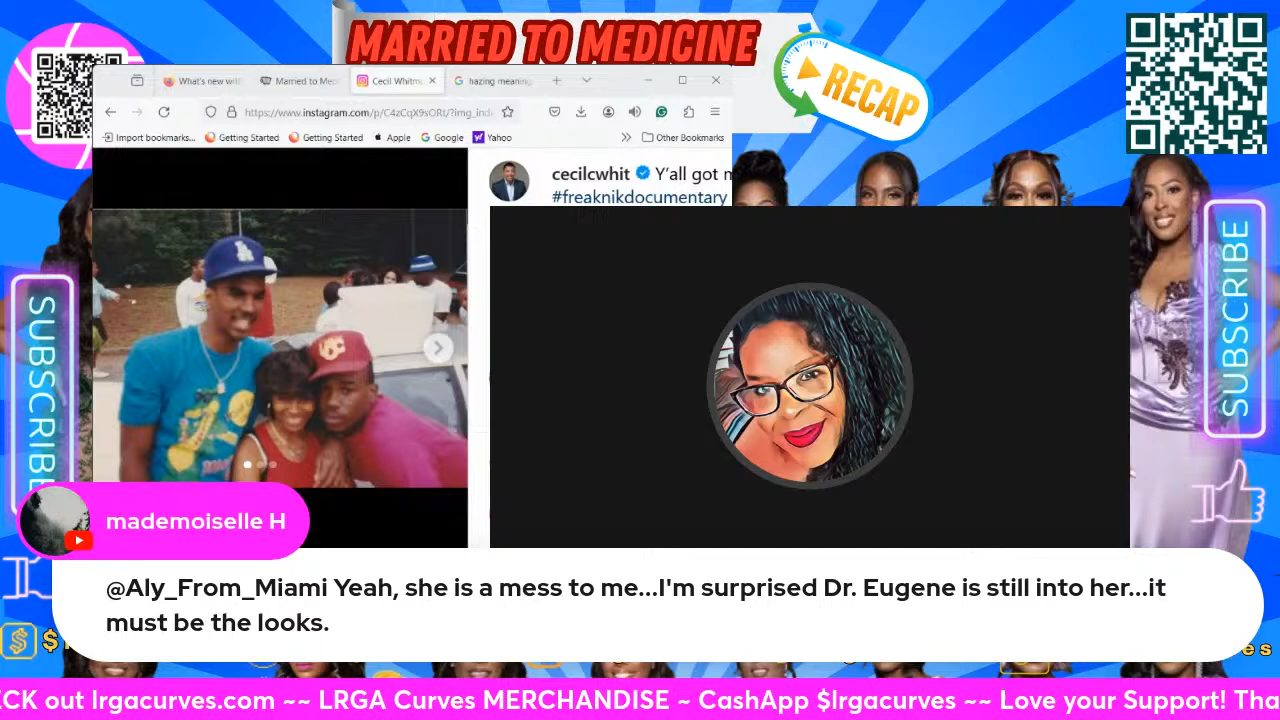 MARRIED TO MEDICINE
RECAP
What's new with
Married to Med
Cecil Whitm
hazing meaning
https://www.instagram.com/p/C4zCqX9sORt/?img_ind
Import bookmarks...
Getting Started
Getting Started
Apple
Google
Yahoo
Other Bookmarks
cecilcwhit Y'all got m
#freaknikdocumentary
SUBSCRIBE
SUBSCRIBE
mademoiselle H
@Aly_From_Miami Yeah, she is a mess to me...I'm surprised Dr. Eugene is still into her...it
must be the looks.
ECK out lrgacurves.com ~~ LRGA Curves MERCHANDISE ~ CashApp $lrgacurves ~~ Love your Support! Tha